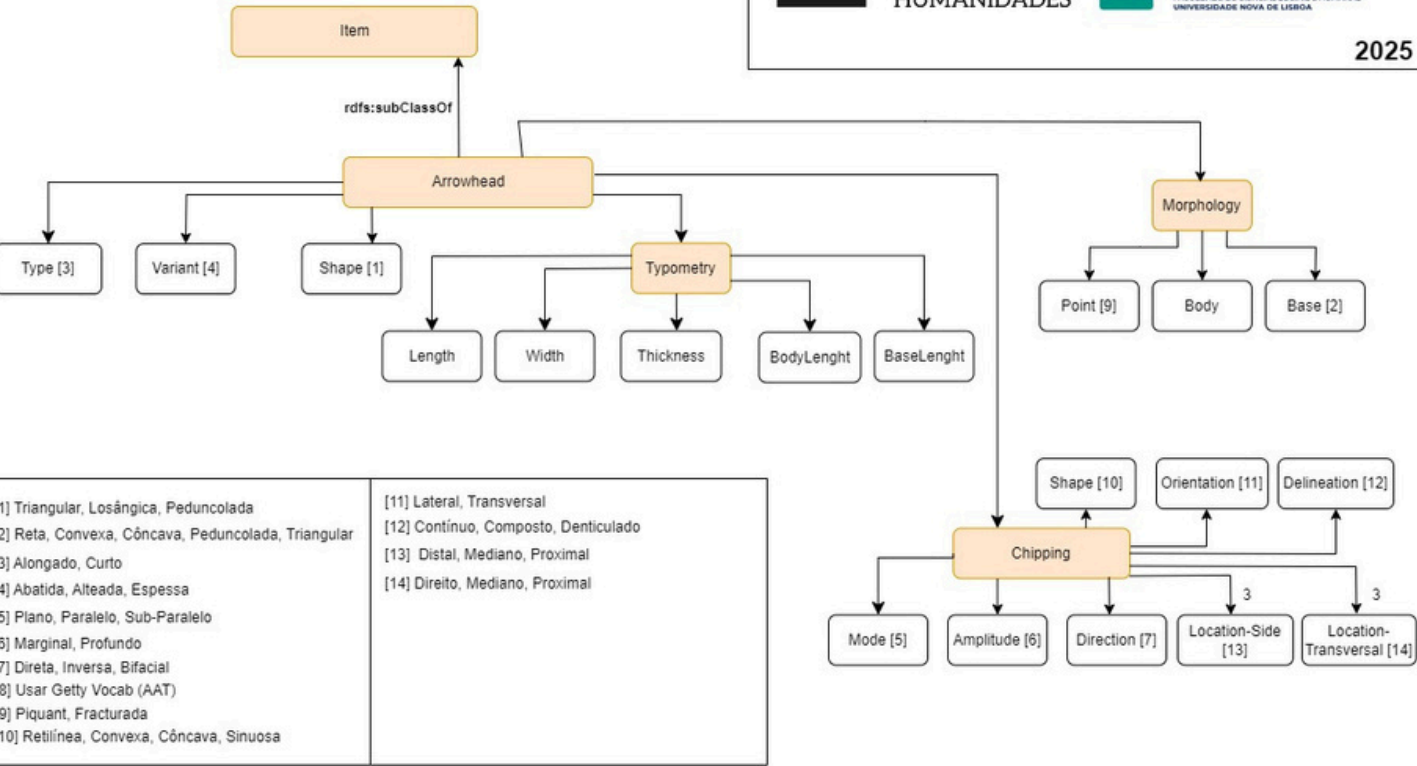 HUMANIDADES
UNIVERSIDADE NOVA DE LISBOA
2025
Item
rdfs:subClassOf
Arrowhead
Morphology
Type [3]
Variant [4]
Shape [1]
Typometry
Point [9]
Body
Base [2]
Length
Width
Thickness
BodyLenght
BaseLenght
Shape [10]
Orientation [11]
Delineation [12]
Chipping
3
3
Mode [5]
Amplitude [6]
Direction [7]
Location-Side
[13]
Location-
Transversal [14]
1] Triangular, Losângica, Peduncolada
2] Reta, Convexa, Côncava, Peduncolada, Triangular
3] Alongado, Curto
4] Abatida, Alteada, Espessa
5] Plano, Paralelo, Sub-Paralelo
6] Marginal, Profundo
7] Direta, Inversa, Bifacial
8] Usar Getty Vocab (AAT)
9] Piquant, Fracturada
10] Retilínea, Convexa, Côncava, Sinuosa
[11] Lateral, Transversal
[12] Contínuo, Composto, Denticulado
[13] Distal, Mediano, Proximal
[14] Direito, Mediano, Proximal